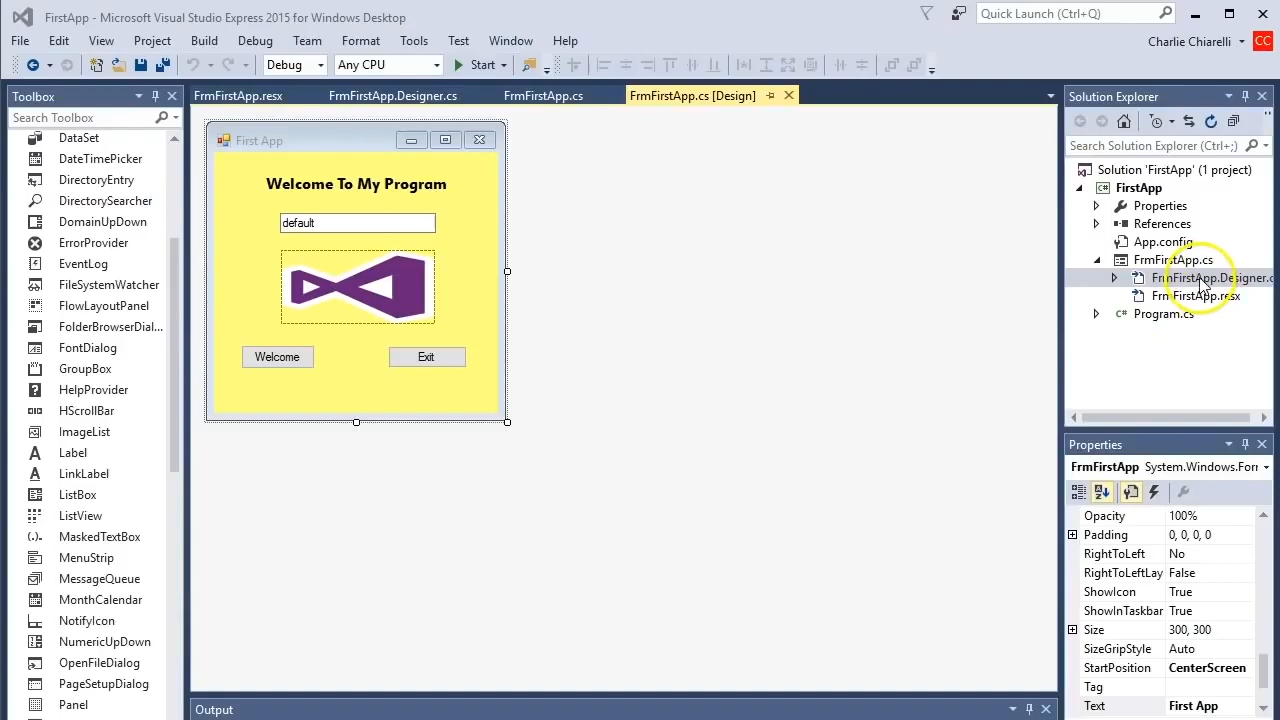 FirstApp - Microsoft Visual Studio Express 2015 for Windows Desktop
Quick Launch (Ctrl+Q)
File Edit View Project Build Debug Team Format Tools Test Window Help
Charlie Chiarelli CC
Debug Any CPU Start
Toolbox
Search Toolbox
DataSet
DateTimePicker
DirectoryEntry
DirectorySearcher
DomainUpDown
ErrorProvider
EventLog
FileSystemWatcher
FlowLayoutPanel
FolderBrowserDial...
FontDialog
GroupBox
HelpProvider
HScrollBar
ImageList
Label
LinkLabel
ListBox
ListView
MaskedTextBox
MenuStrip
MessageQueue
MonthCalendar
NotifyIcon
NumericUpDown
OpenFileDialog
PageSetupDialog
Panel
FrmFirstApp.resx FrmFirstApp.Designer.cs FrmFirstApp.cs FrmFirstApp.cs [Design]
First App
Welcome To My Program
default
Welcome Exit
Output
Solution Explorer
Search Solution Explorer (Ctrl+;)
Solution 'FirstApp' (1 project)
FirstApp
Properties
References
App.config
FrmFirstApp.cs
FrmFirstApp.Designer.c
FrmFirstApp.resx
Program.cs
Properties
FrmFirstApp System.Windows.Forr
Opacity 100%
Padding 0, 0, 0, 0
RightToLeft No
RightToLeftLay False
ShowIcon True
ShowInTaskbar True
Size 300, 300
SizeGripStyle Auto
StartPosition CenterScreen
Tag
Text First App